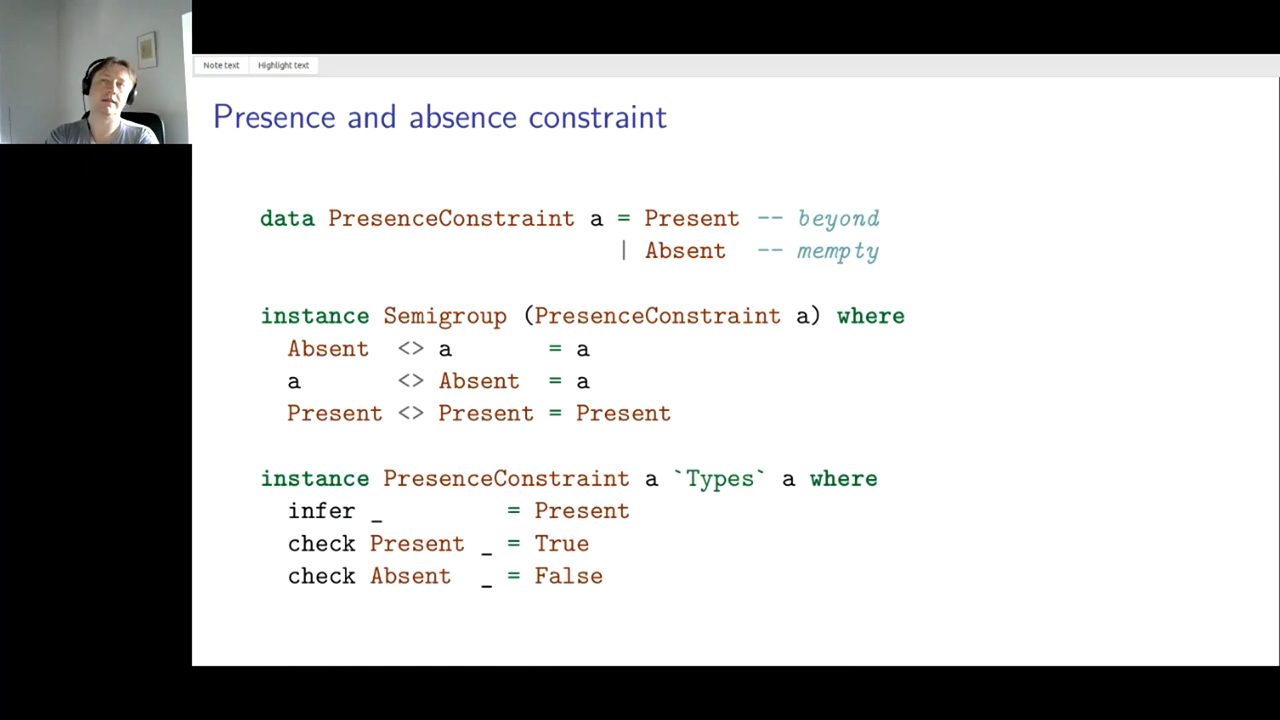 Note text
Highlight text
Presence and absence constraint
data PresenceConstraint a = Present -- beyond
| Absent -- mempty
instance Semigroup (PresenceConstraint a) where
Absent <> a = a
a <> Absent = a
Present <> Present = Present
instance PresenceConstraint a `Types` a where
infer _ = Present
check Present _ = True
check Absent _ = False